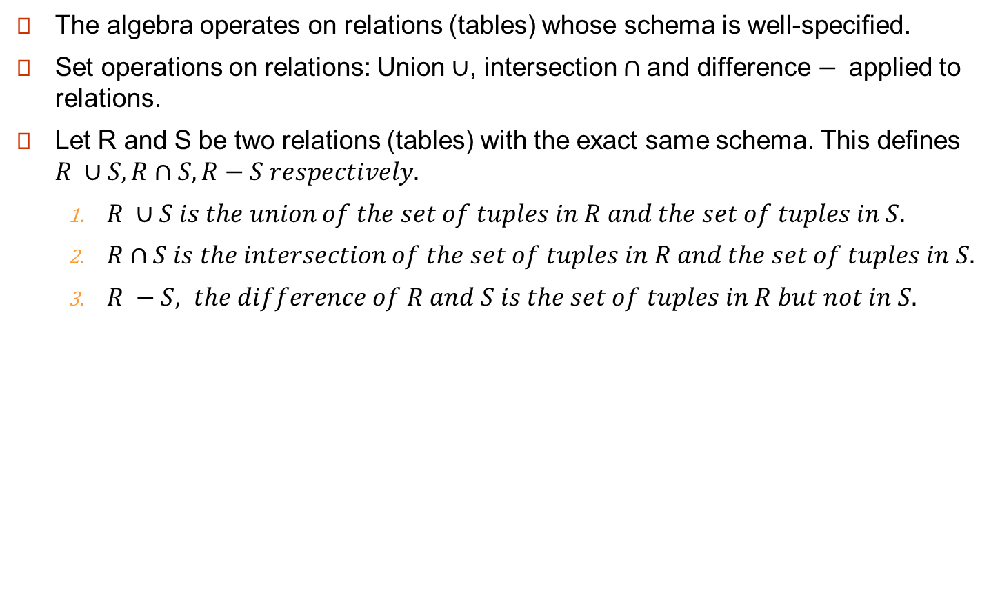 The algebra operates on relations (tables) whose schema is well-specified.
Set operations on relations: Union ∪, intersection ∩ and difference − applied to
relations.
Let R and S be two relations (tables) with the exact same schema. This defines
R ∪ S, R ∩ S, R − S respectively.
1. R ∪ S is the union of the set of tuples in R and the set of tuples in S.
2. R ∩ S is the intersection of the set of tuples in R and the set of tuples in S.
3. R − S, the difference of R and S is the set of tuples in R but not in S.